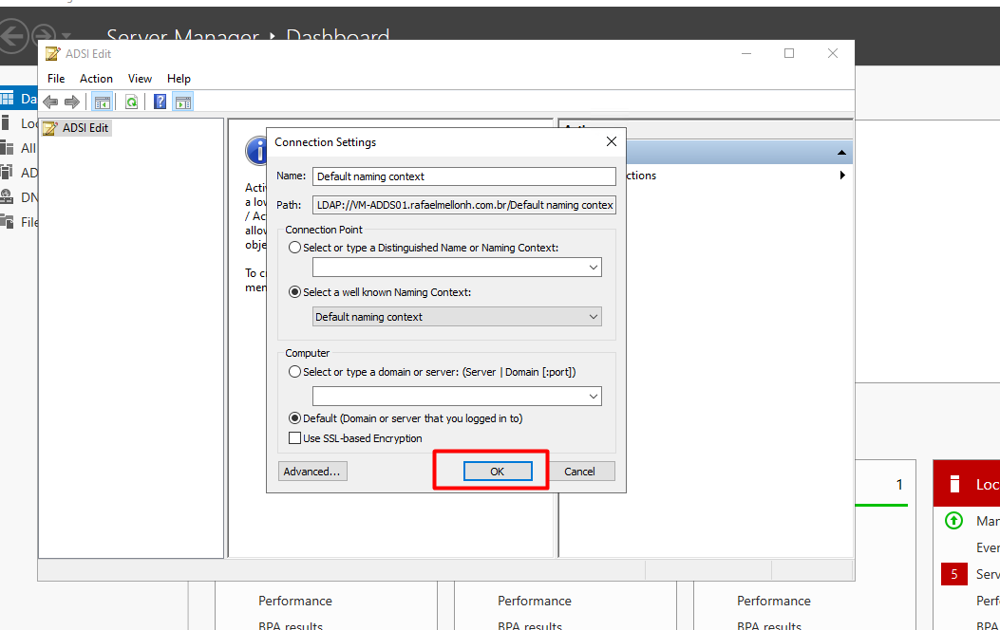 Server Manager ‣ Dashboard
ADSI Edit
File Action View Help
ADSI Edit
Connection Settings
Name: Default naming context
Path: LDAP://VM-ADDS01.rafaelmellonh.com.br/Default naming contex
Connection Point
Select or type a Distinguished Name or Naming Context:
Select a well known Naming Context:
Default naming context
Computer
Select or type a domain or server: (Server | Domain [:port])
Default (Domain or server that you logged in to)
Use SSL-based Encryption
Advanced... OK Cancel
ctions
Da
Loc
All
AD
DN
File
Activ
a lov
/ Ac
allov
obje
To c
men
1
Loc
Man
Even
5 Serv
Perf
BPA
Performance Performance Performance
BPA results BPA results BPA results